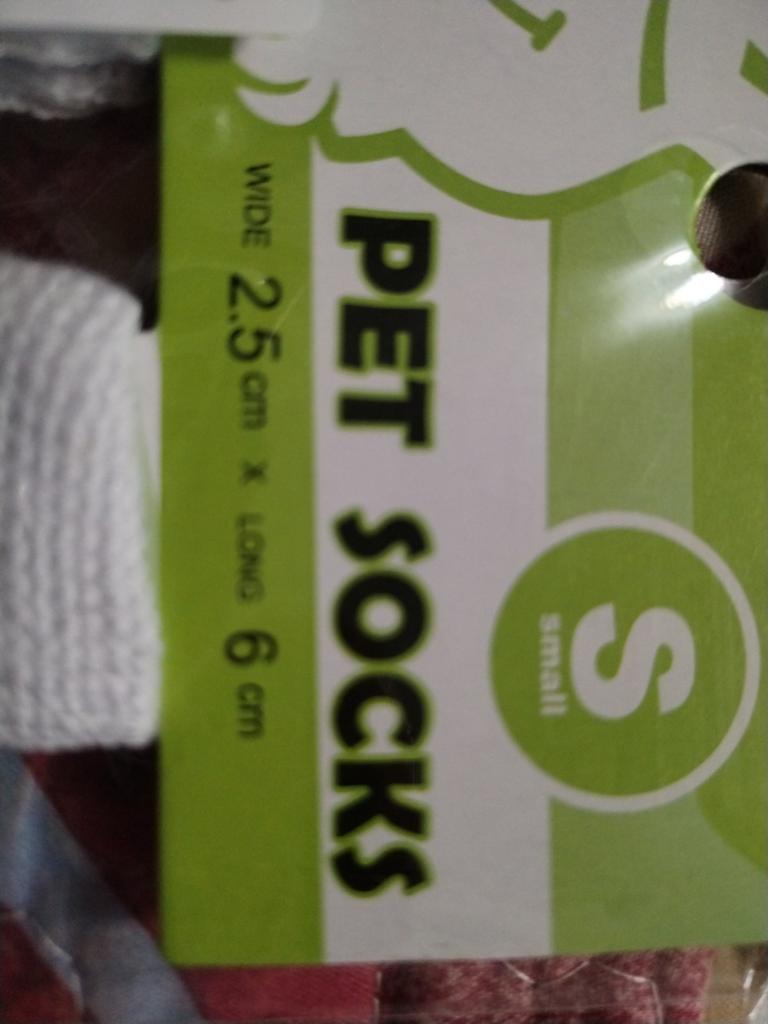 S
small
PET SOCKS
WIDE 2.5 cm x LONG 6 cm